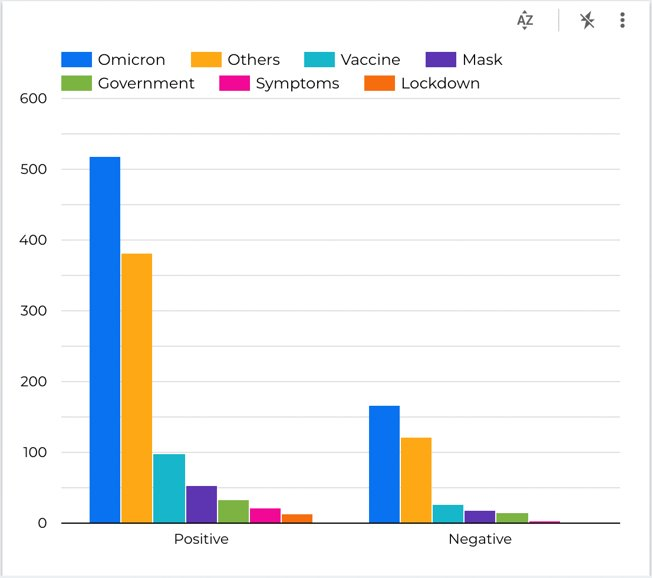 AZ
Omicron Others Vaccine Mask
Government Symptoms Lockdown
600
500
400
300
200
100
0
Positive Negative